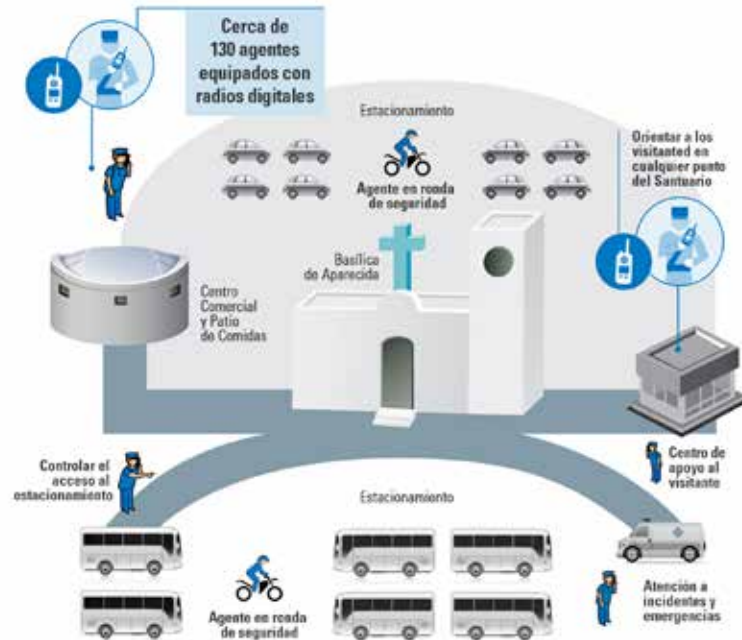 Cerca de
130 agentes
equipados con
radios digitales
Estacionamiento
Agente en ronda
de seguridad
Orientar a los
visitanted en
cualquier punto
del Santuario
Basílica
de Aparecida
Centro
Comercial
y Patio
de Comidas
Controlar el
acceso al
estacionamiento
Centro de
apoyo al
visitante
Estacionamiento
Agente en ronda
de seguridad
Atención a
incidentes y
emergencias